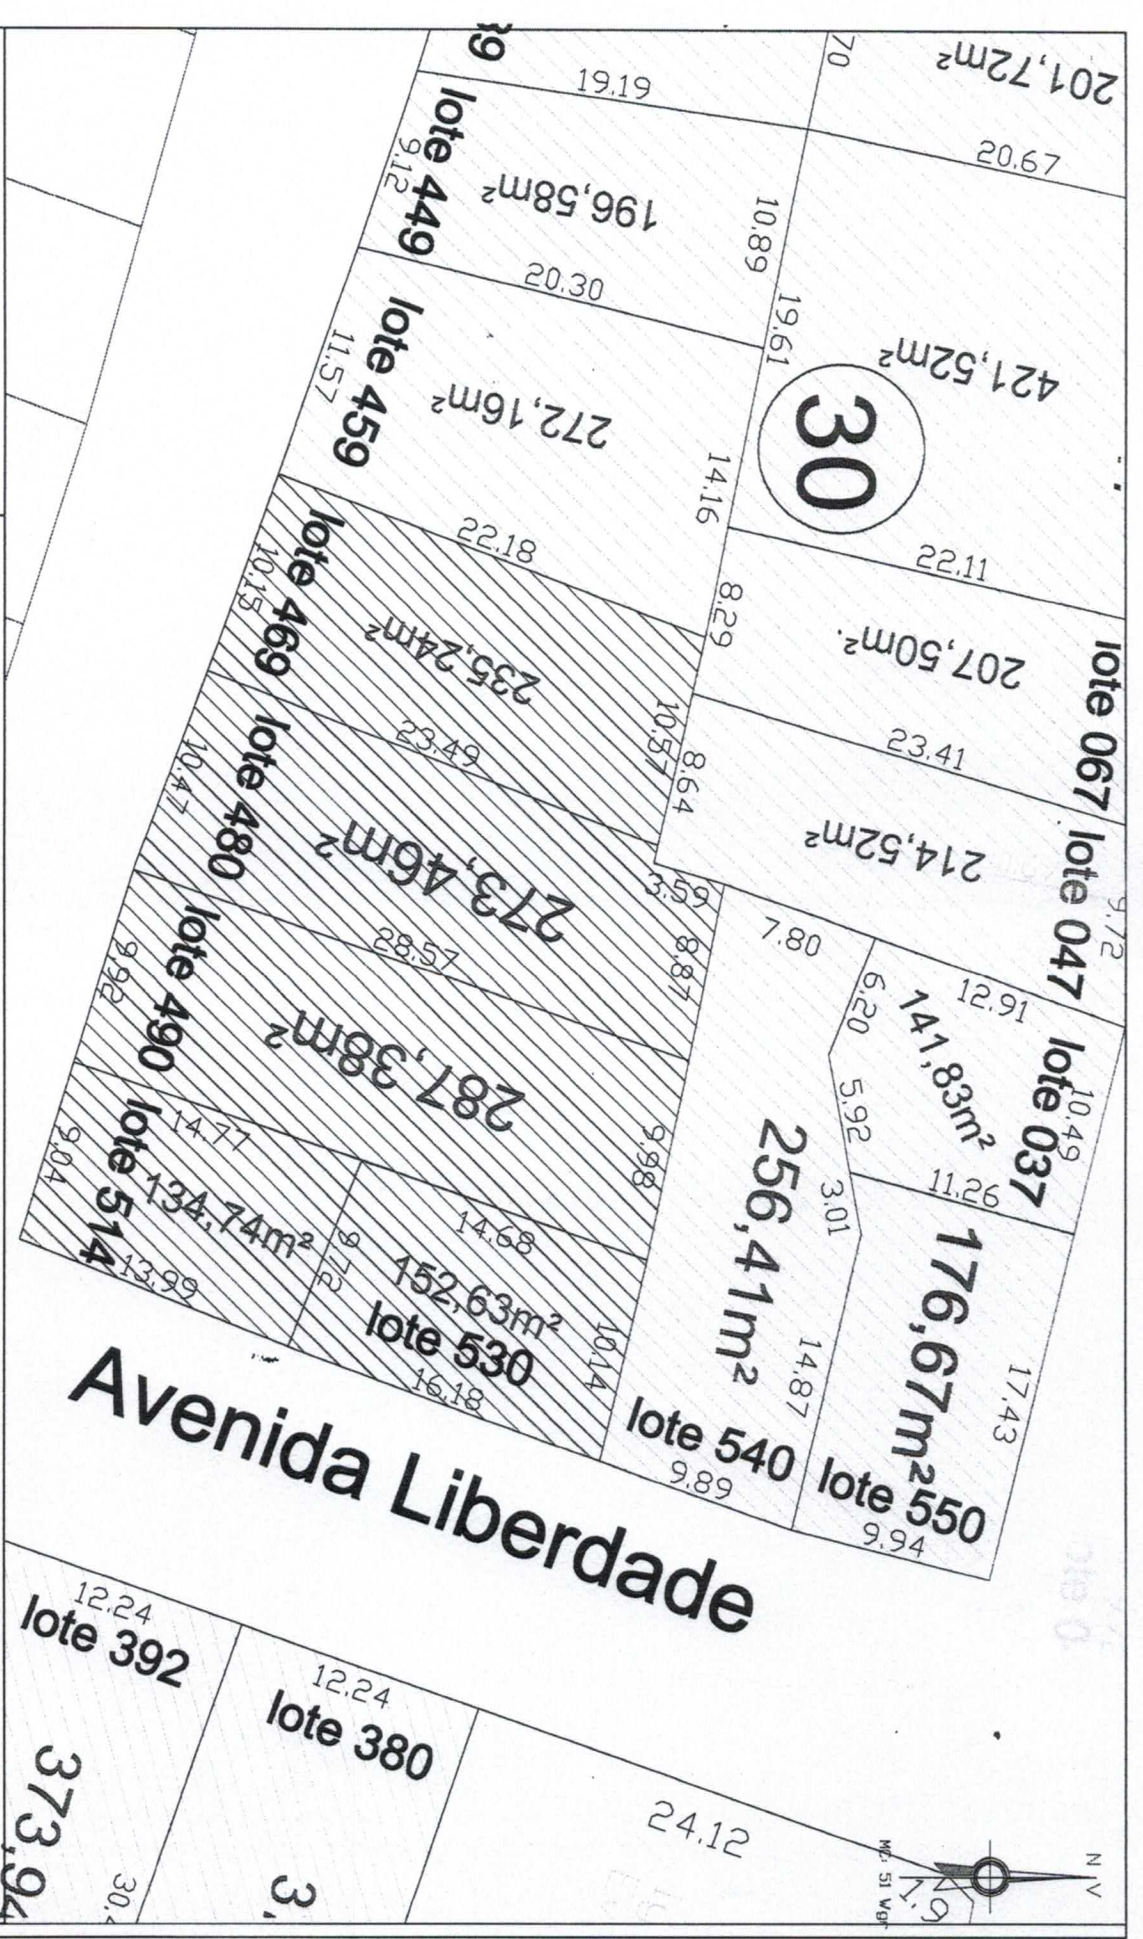 39
70
201,72m²
19.19
20.67
lote 449
9.12
196,58m²
10.89
20.30
19.61
421,52m²
lote 459
11.57
272,16m²
30
14.16
22.18
22.11
lote 469
10.15
235,24m²
8.29
207,50m²
lote 067
10.57
23.49
8.64
23.41
lote 480
10.47
273,46m²
214,52m²
lote 047
9.72
3.59
7.80
lote 490
9.92
28.57
8.87
6.20
12.91
141,83m²
lote 037
10.49
287,38m²
5.92
lote 514
9.04
14.77
9.98
256,41m²
11.26
3.01
134,74m²
13.99
9.72
14.68
152,63m²
lote 530
16.18
10.14
14.87
176,67m²
17.43
lote 540
9.89
lote 550
9.94
Avenida Liberdade
12.24
lote 392
373,94
30,
12.24
lote 380
3,
24.12
N